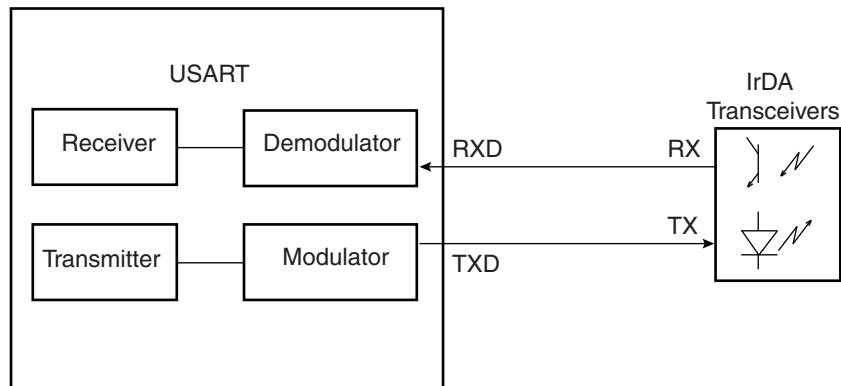 USART
IrDA
Transceivers
Receiver
Demodulator
RXD
RX
Transmitter
Modulator
TXD
TX